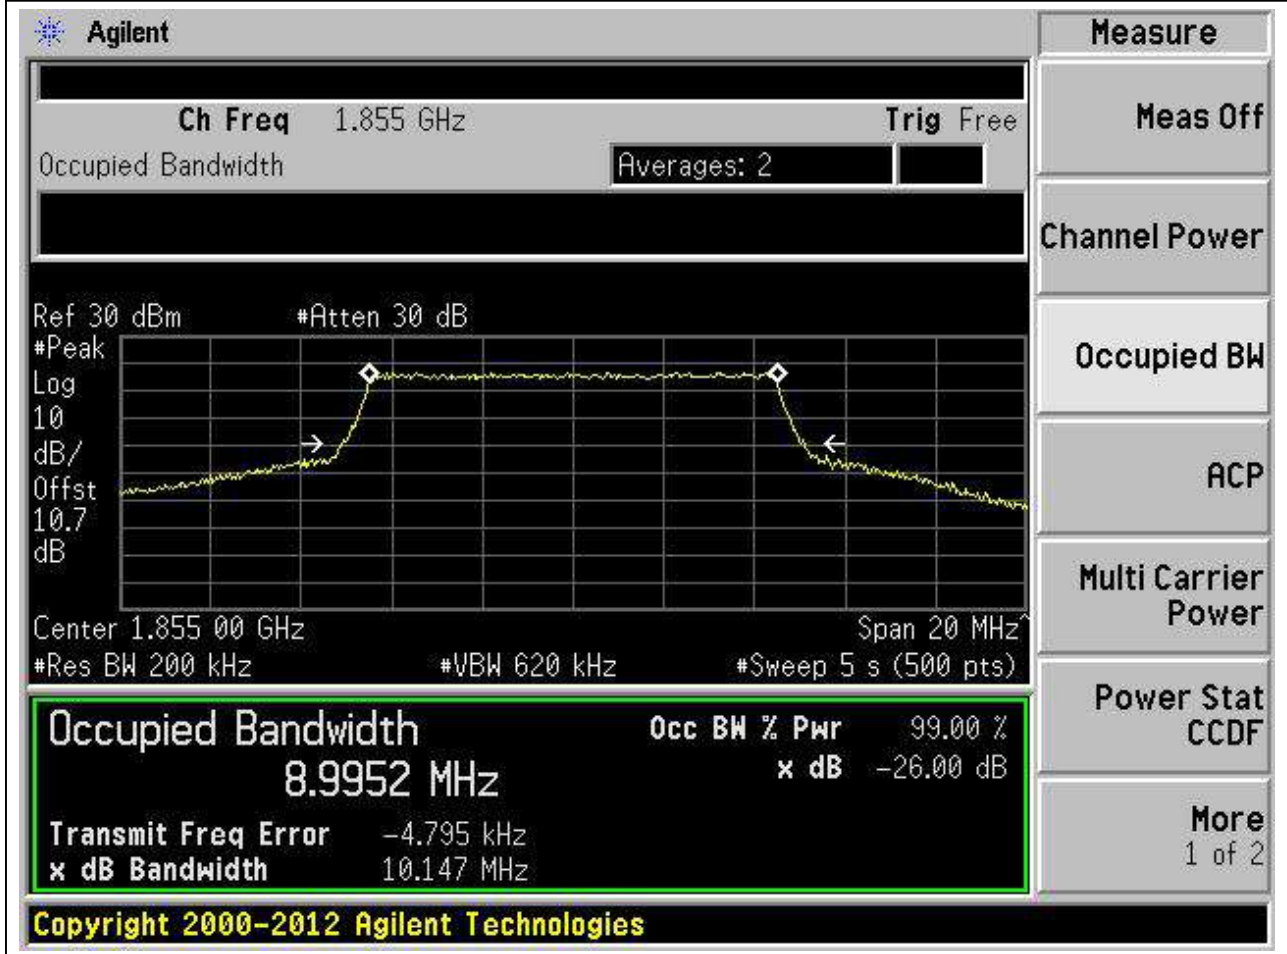 Agilent
Measure
Ch Freq 1.855 GHz Trig Free
Occupied Bandwidth Averages: 2
Meas Off
Channel Power
Occupied BW
ACP
Multi Carrier
Power
Power Stat
CCDF
More
1 of 2
Ref 30 dBm #Atten 30 dB
#Peak
Log
10
dB/
Offst
10.7
dB
Center 1.855 00 GHz Span 20 MHz^
#Res BW 200 kHz #VBW 620 kHz #Sweep 5 s (500 pts)
Occupied Bandwidth Occ BW % Pwr 99.00 %
8.9952 MHz x dB -26.00 dB
Transmit Freq Error -4.795 kHz
x dB Bandwidth 10.147 MHz
Copyright 2000-2012 Agilent Technologies